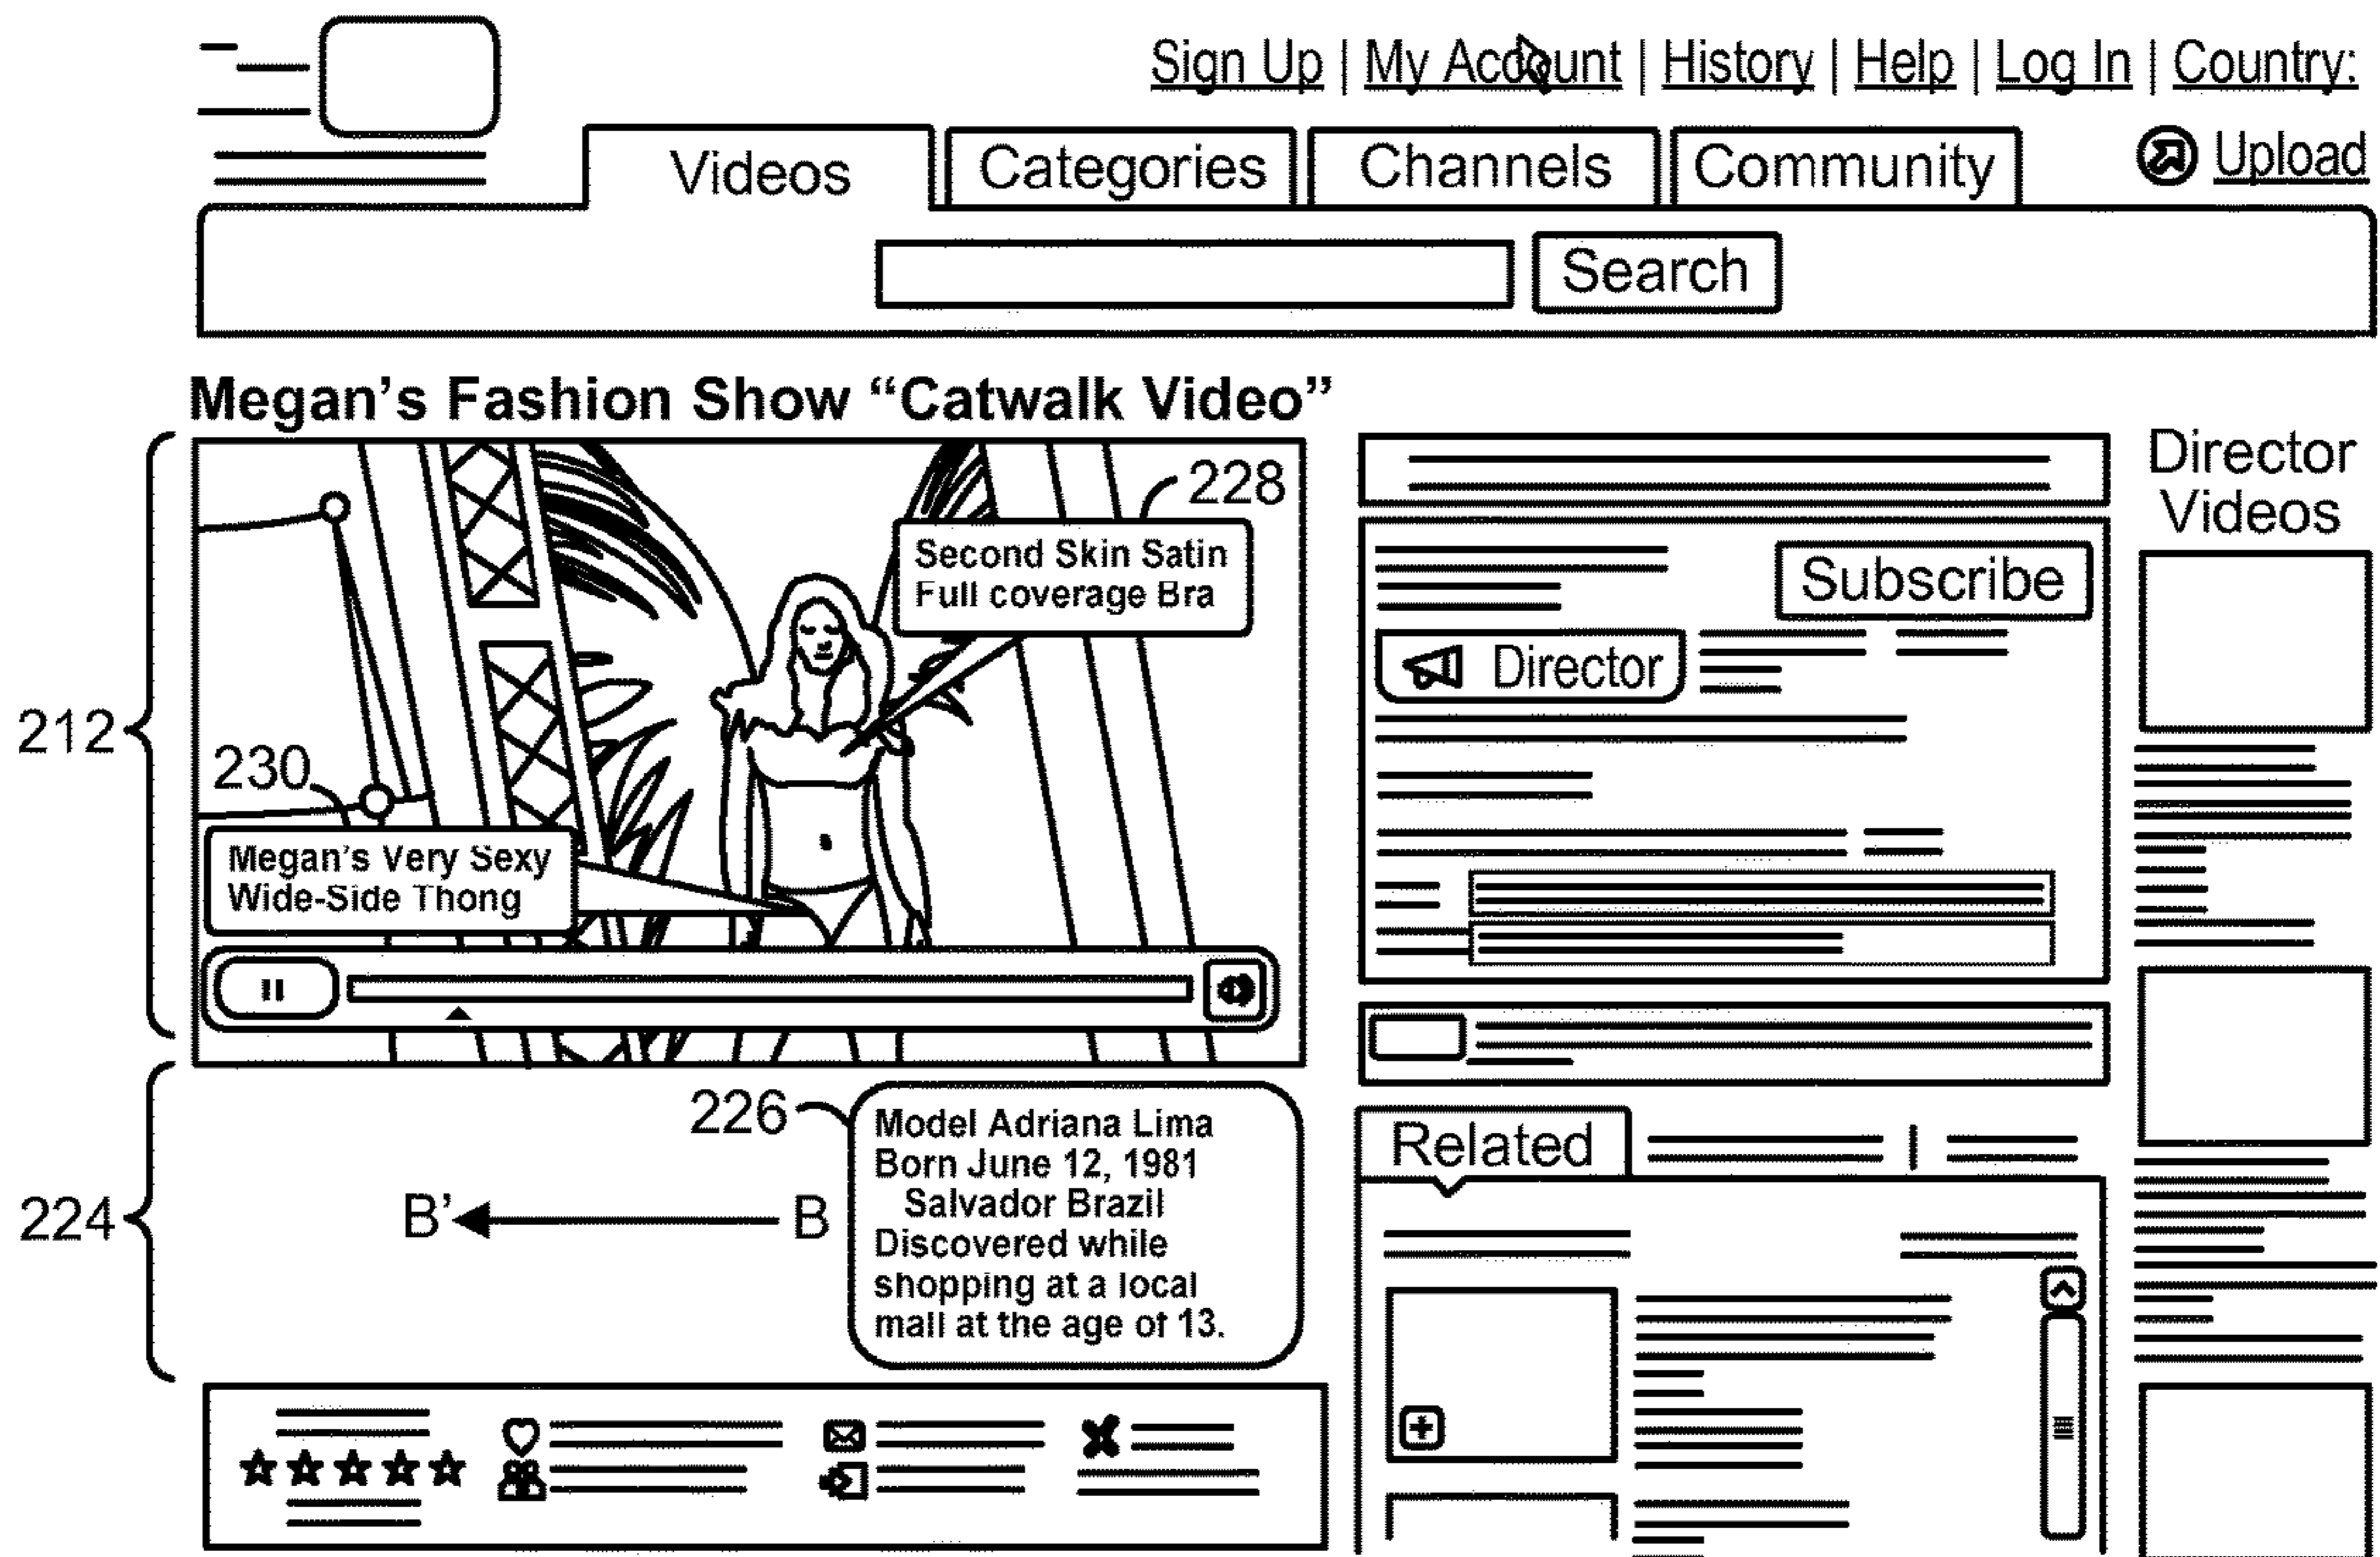 Sign Up | My Account | History | Help | Log In | Country:
Videos
Categories
Channels
Community
Upload
Search
Megan's Fashion Show “Catwalk Video”
212
228
Second Skin Satin
Full coverage Bra
230
Megan's Very Sexy
Wide-Side Thong
Subscribe
Director
Director
Videos
224
226
Model Adriana Lima
Born June 12, 1981
Salvador Brazil
Discovered while
shopping at a local
mall at the age of 13.
B' B
Related